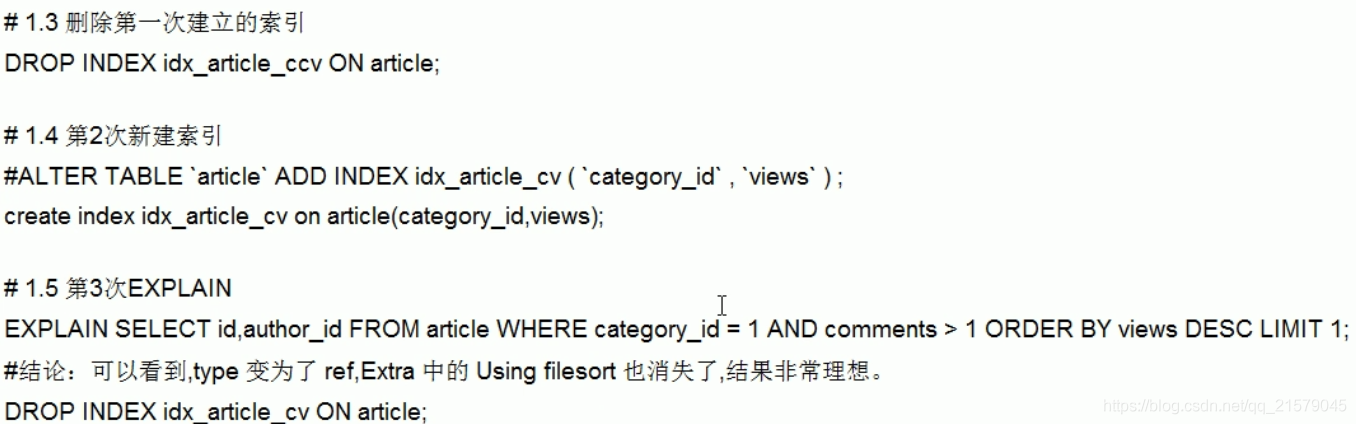 # 1.3 删除第一次建立的索引
DROP INDEX idx_article_ccv ON article;
# 1.4 第2次新建索引
#ALTER TABLE `article` ADD INDEX idx_article_cv ( `category_id` , `views` ) ;
create index idx_article_cv on article(category_id,views);
# 1.5 第3次EXPLAIN
EXPLAIN SELECT id,author_id FROM article WHERE category_id = 1 AND comments > 1 ORDER BY views DESC LIMIT 1;
#结论：可以看到,type 变为了 ref,Extra 中的 Using filesort 也消失了,结果非常理想。
DROP INDEX idx_article_cv ON article;
https://blog.csdn.net/qq_21579045